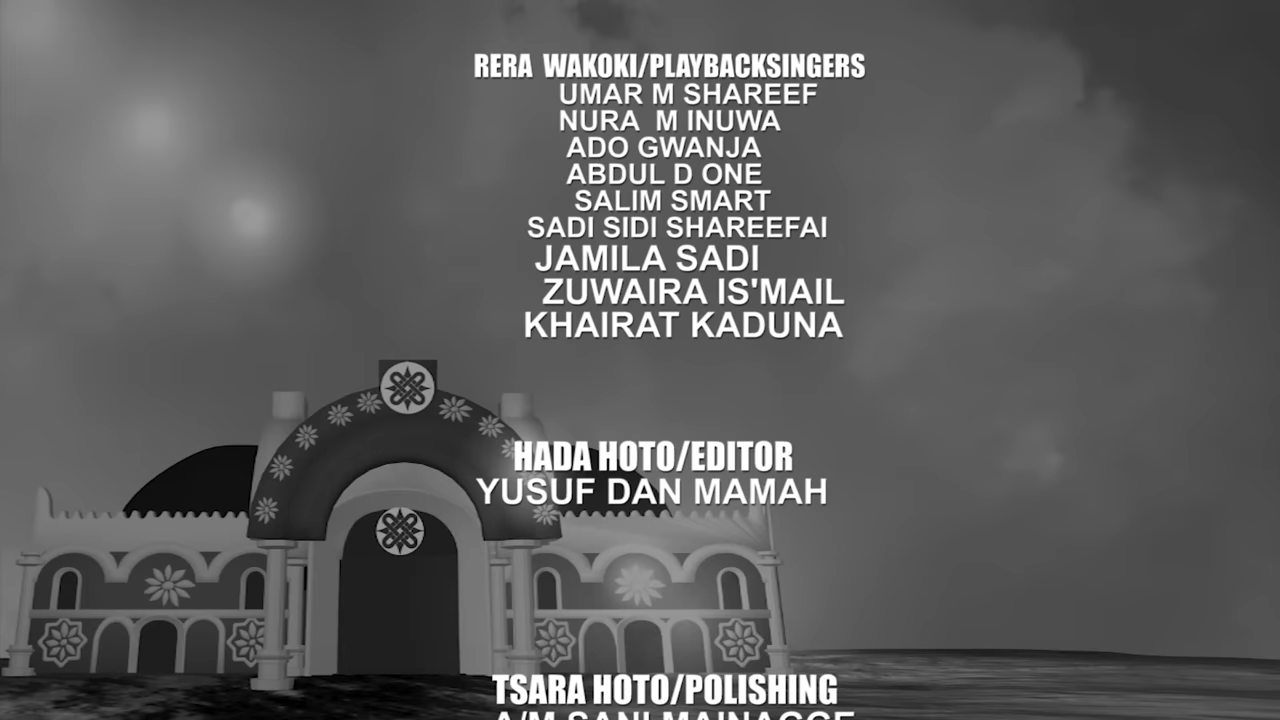 RERA WAKOKI/PLAYBACKSINGERS
UMAR M SHAREEF
NURA M INUWA
ADO GWANJA
ABDUL D ONE
SALIM SMART
SADI SIDI SHAREEFAI
JAMILA SADI
ZUWAIRA IS'MAIL
KHAIRAT KADUNA
HADA HOTO/EDITOR
YUSUF DAN MAMAH
TSARA HOTO/POLISHING
A/M SANI